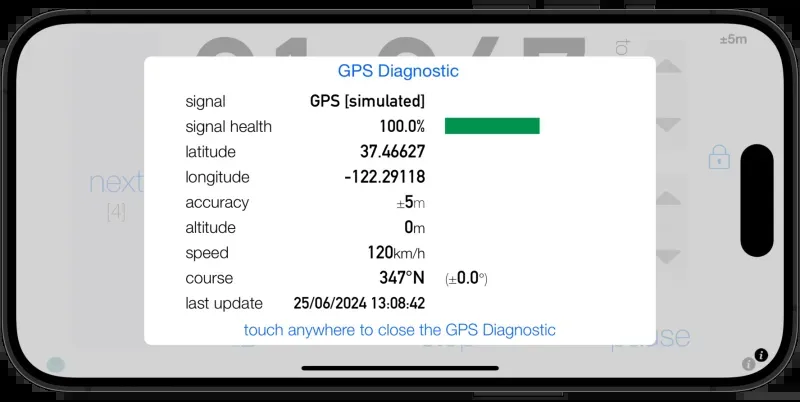 ±5m
to
GPS Diagnostic
signal GPS [simulated]
signal health 100.0%
latitude 37.46627
longitude -122.29118
accuracy ±5m
altitude 0m
speed 120km/h
course 347°N (±0.0°)
last update 25/06/2024 13:08:42
touch anywhere to close the GPS Diagnostic
next
[4]